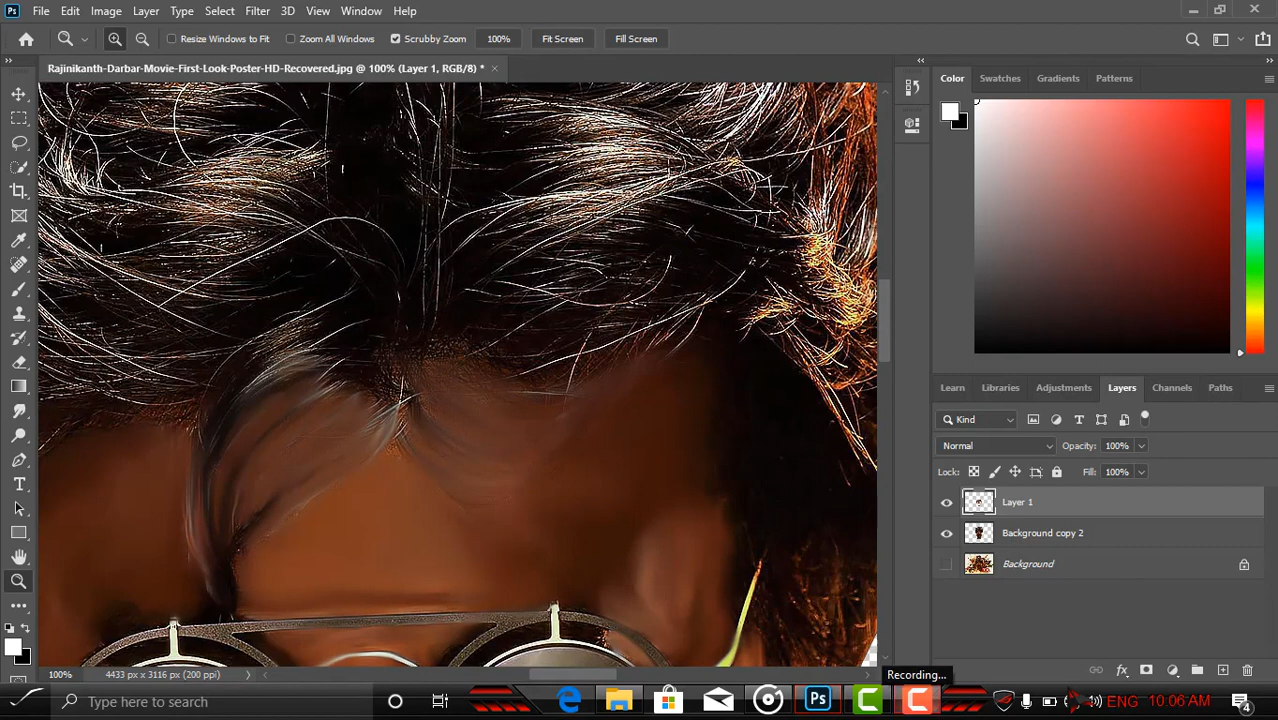 Ps File Edit Image Layer Type Select Filter 3D View Window Help
Resize Windows to Fit Zoom All Windows Scrubby Zoom 100% Fit Screen Fill Screen
Rajinikanth-Darbar-Movie-First-Look-Poster-HD-Recovered.jpg @ 100% (Layer 1, RGB/8) *
Color Swatches Gradients Patterns
Learn Libraries Adjustments Layers Channels Paths
Kind
Normal Opacity: 100%
Lock: Fill: 100%
Layer 1
Background copy 2
Background
100% 4433 px x 3116 px (200 ppi)
Recording...
Type here to search
Ps
ENG 10:06 AM 4